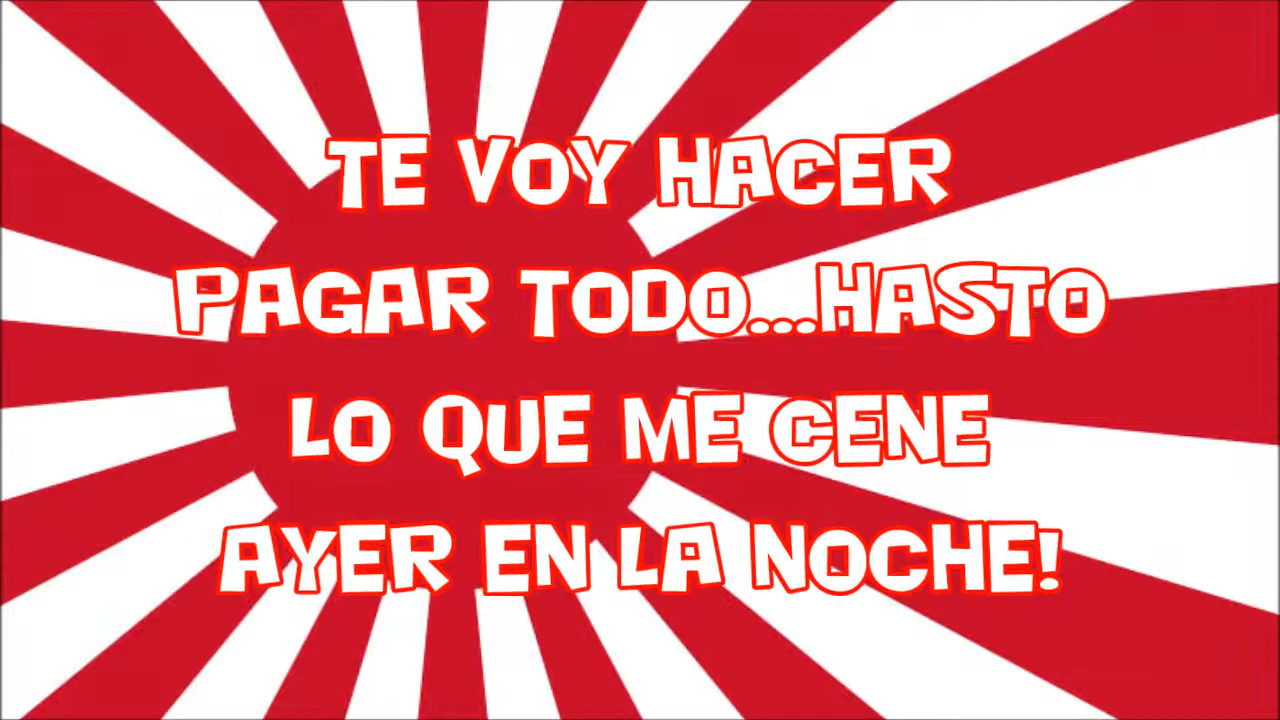 TE VOY HACER
PAGAR TODO...HASTO
LO QUE ME CENE
AYER EN LA NOCHE!